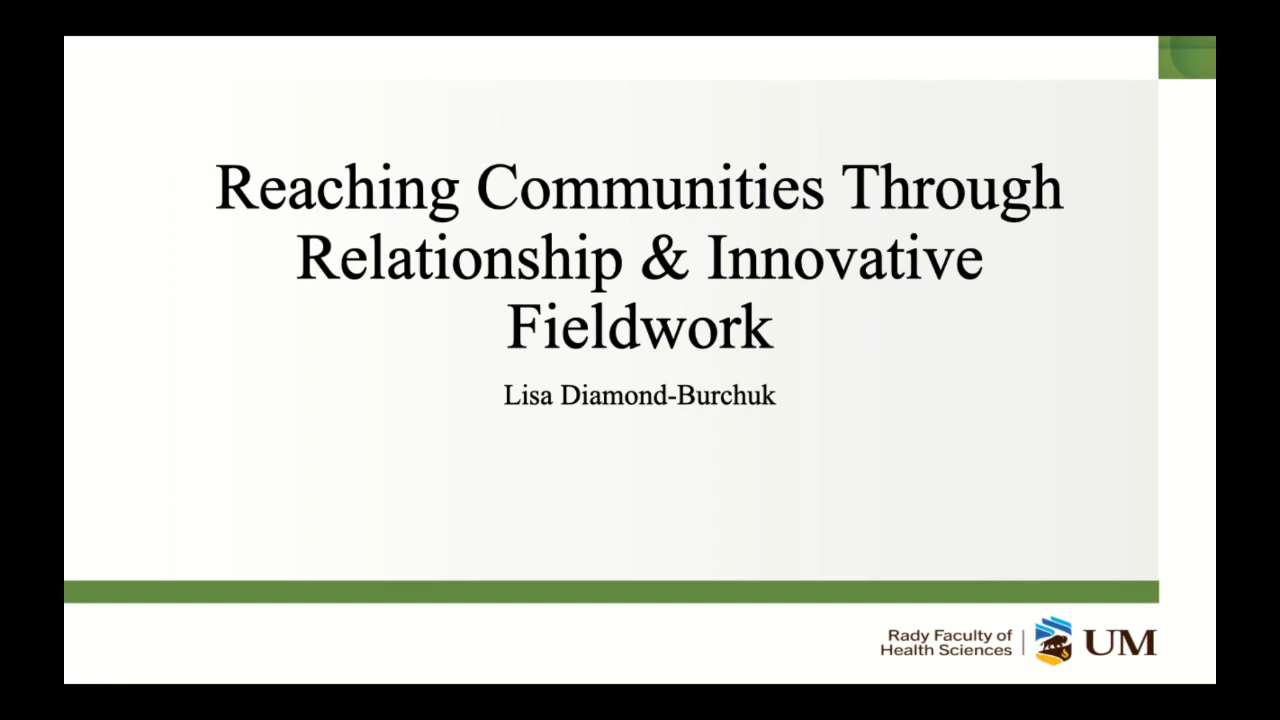 Reaching Communities Through
Relationship & Innovative
Fieldwork
Lisa Diamond-Burchuk
Rady Faculty of
Health Sciences
UM